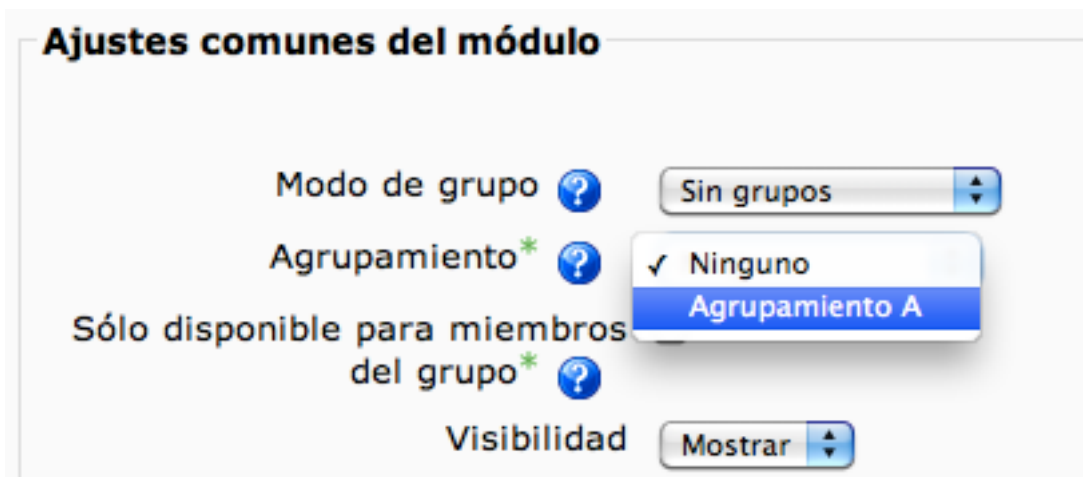 Ajustes comunes del módulo
Modo de grupo ? Sin grupos
Agrupamiento* ? ✓ Ninguno
Agrupamiento A
Sólo disponible para miembros
del grupo* ?
Visibilidad Mostrar